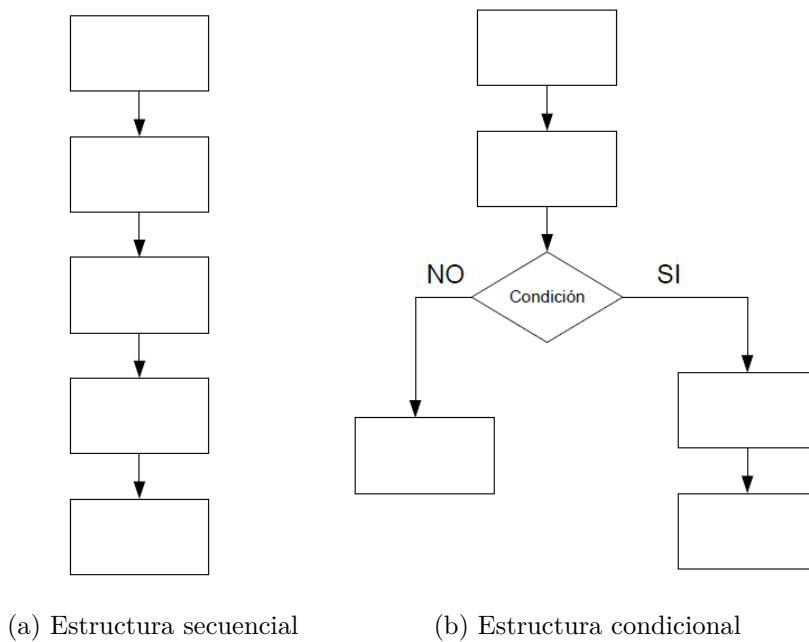 NO
SI
Condición
(a) Estructura secuencial
(b) Estructura condicional